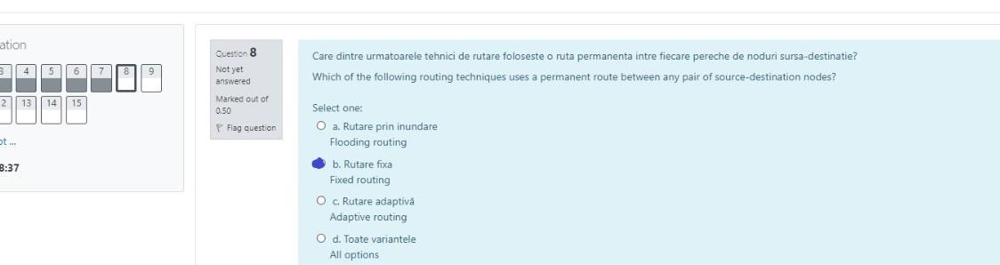 ation
3 4 5 6 7 8 9
2 13 14 15
ot ...
8:37
Question 8
Not yet
answered
Marked out of
0.50
Flag question
Care dintre urmatoarele tehnici de rutare foloseste o ruta permanenta intre fiecare pereche de noduri sursa-destinatie?
Which of the following routing techniques uses a permanent route between any pair of source-destination nodes?
Select one:
a. Rutare prin inundare
Flooding routing
b. Rutare fixa
Fixed routing
c. Rutare adaptivă
Adaptive routing
d. Toate variantele
All options